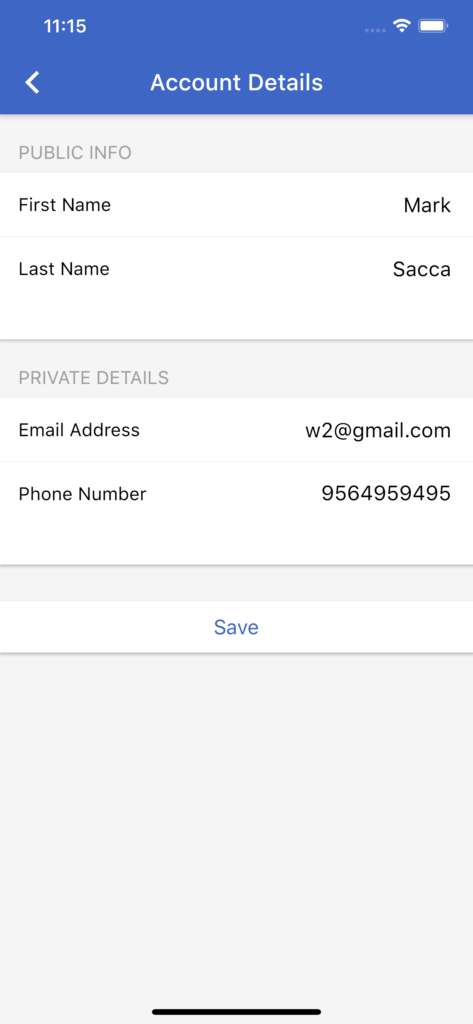 11:15
Account Details
PUBLIC INFO
First Name Mark
Last Name Sacca
PRIVATE DETAILS
Email Address w2@gmail.com
Phone Number 9564959495
Save